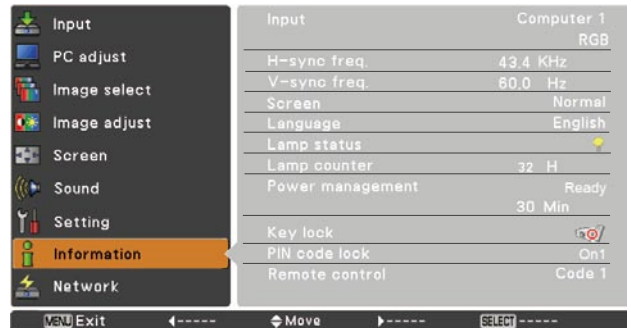 Input
PC adjust
Image select
Image adjust
Screen
Sound
Setting
Information
Network
Input Computer 1
RGB
H-sync freq. 43.4 KHz
V-sync freq. 60.0 Hz
Screen Normal
Language English
Lamp status
Lamp counter 32 H
Power management Ready
30 Min
Key lock
PIN code lock On1
Remote control Code 1
MENU Exit ◄----- Move ►----- SELECT -----